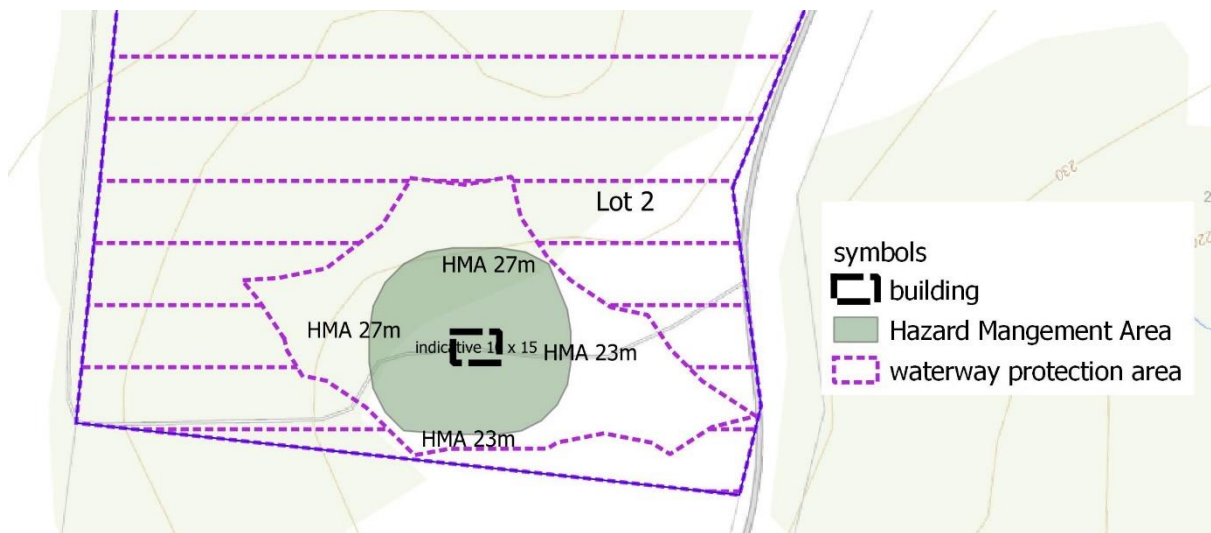 Lot 2
HMA 27m
HMA 27m
indicative 1
x 15
HMA 23m
HMA 23m
230
symbols
building
Hazard Mangement Area
waterway protection area